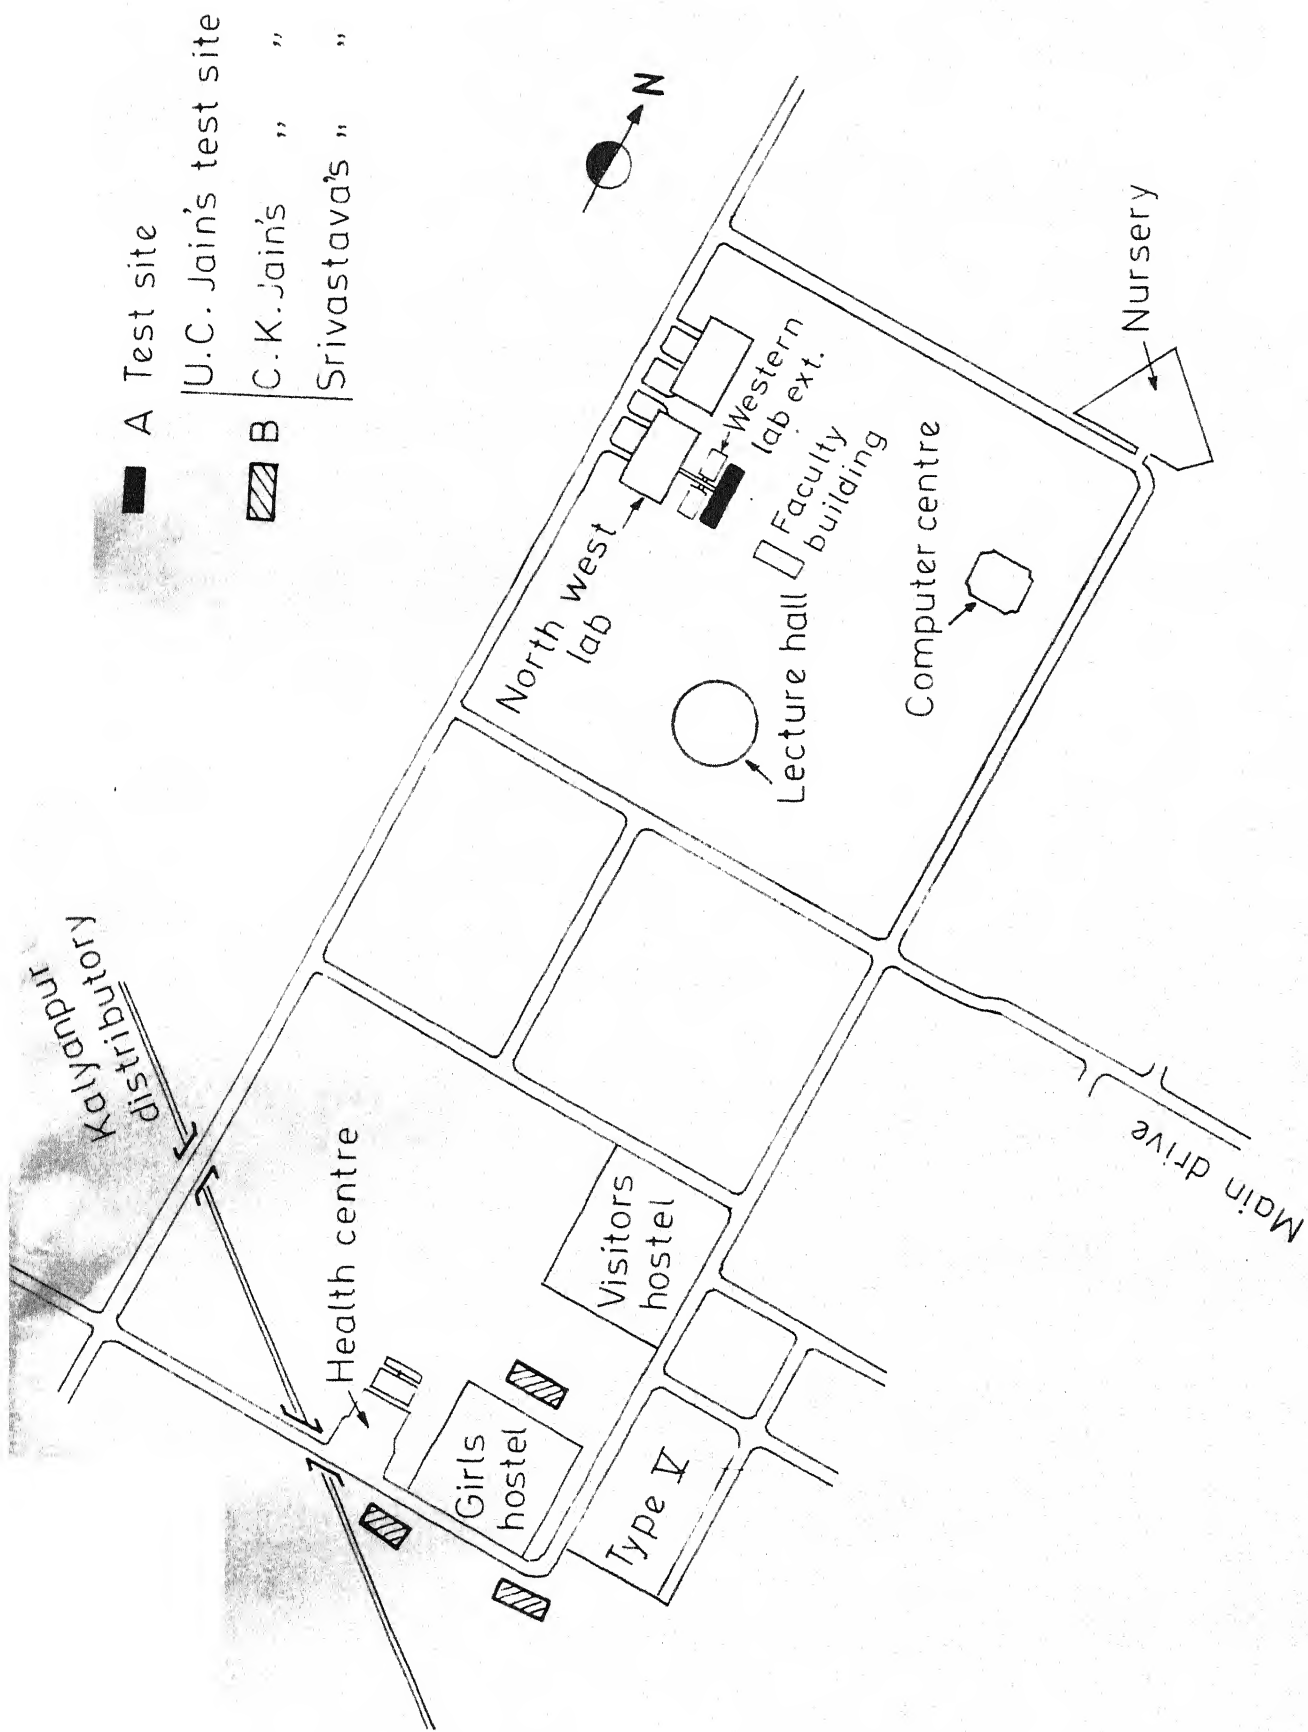 A Test site
U.C. Jain's test site
B C.K. Jain's " "
Srivastava's " "
N
Kalyanpur
distributory
Health centre
Girls
hostel
Visitors
hostel
Type V
North west
lab
Western
lab ext.
Faculty
building
Lecture hall
Computer centre
Nursery
Main drive